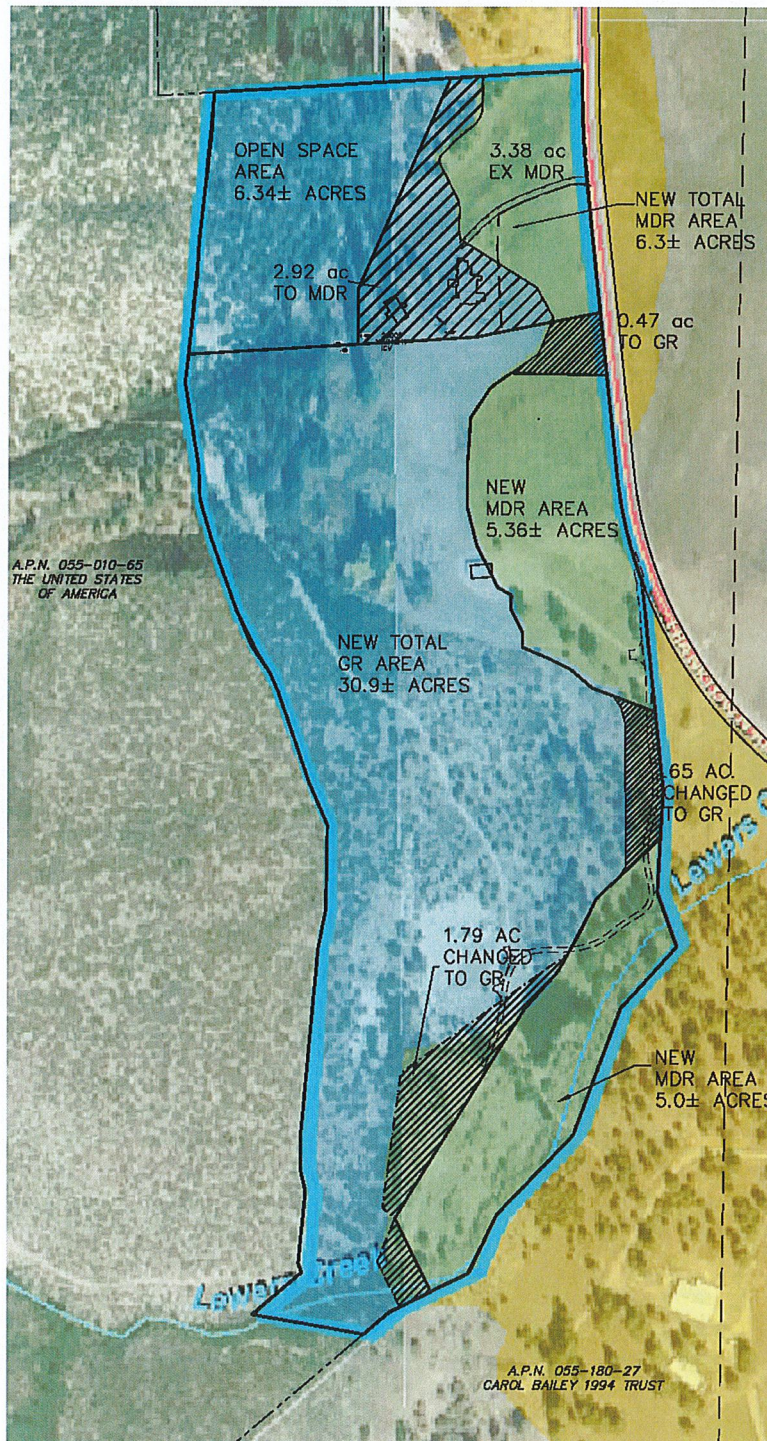 OPEN SPACE
AREA
6.34± ACRES
3.38 ac
EX MDR
NEW TOTAL
MDR AREA
6.3± ACRES
2.92 ac
TO MDR
0.47 ac
TO GR
NEW
MDR AREA
5.36± ACRES
A.P.N. 055-010-65
THE UNITED STATES
OF AMERICA
NEW TOTAL
GR AREA
30.9± ACRES
.65 AC.
CHANGED
TO GR
Lewers C
1.79 AC
CHANGED
TO GR
NEW
MDR AREA
5.0± ACRES
Lewers Creek
A.P.N. 055-180-27
CAROL BAILEY 1994 TRUST